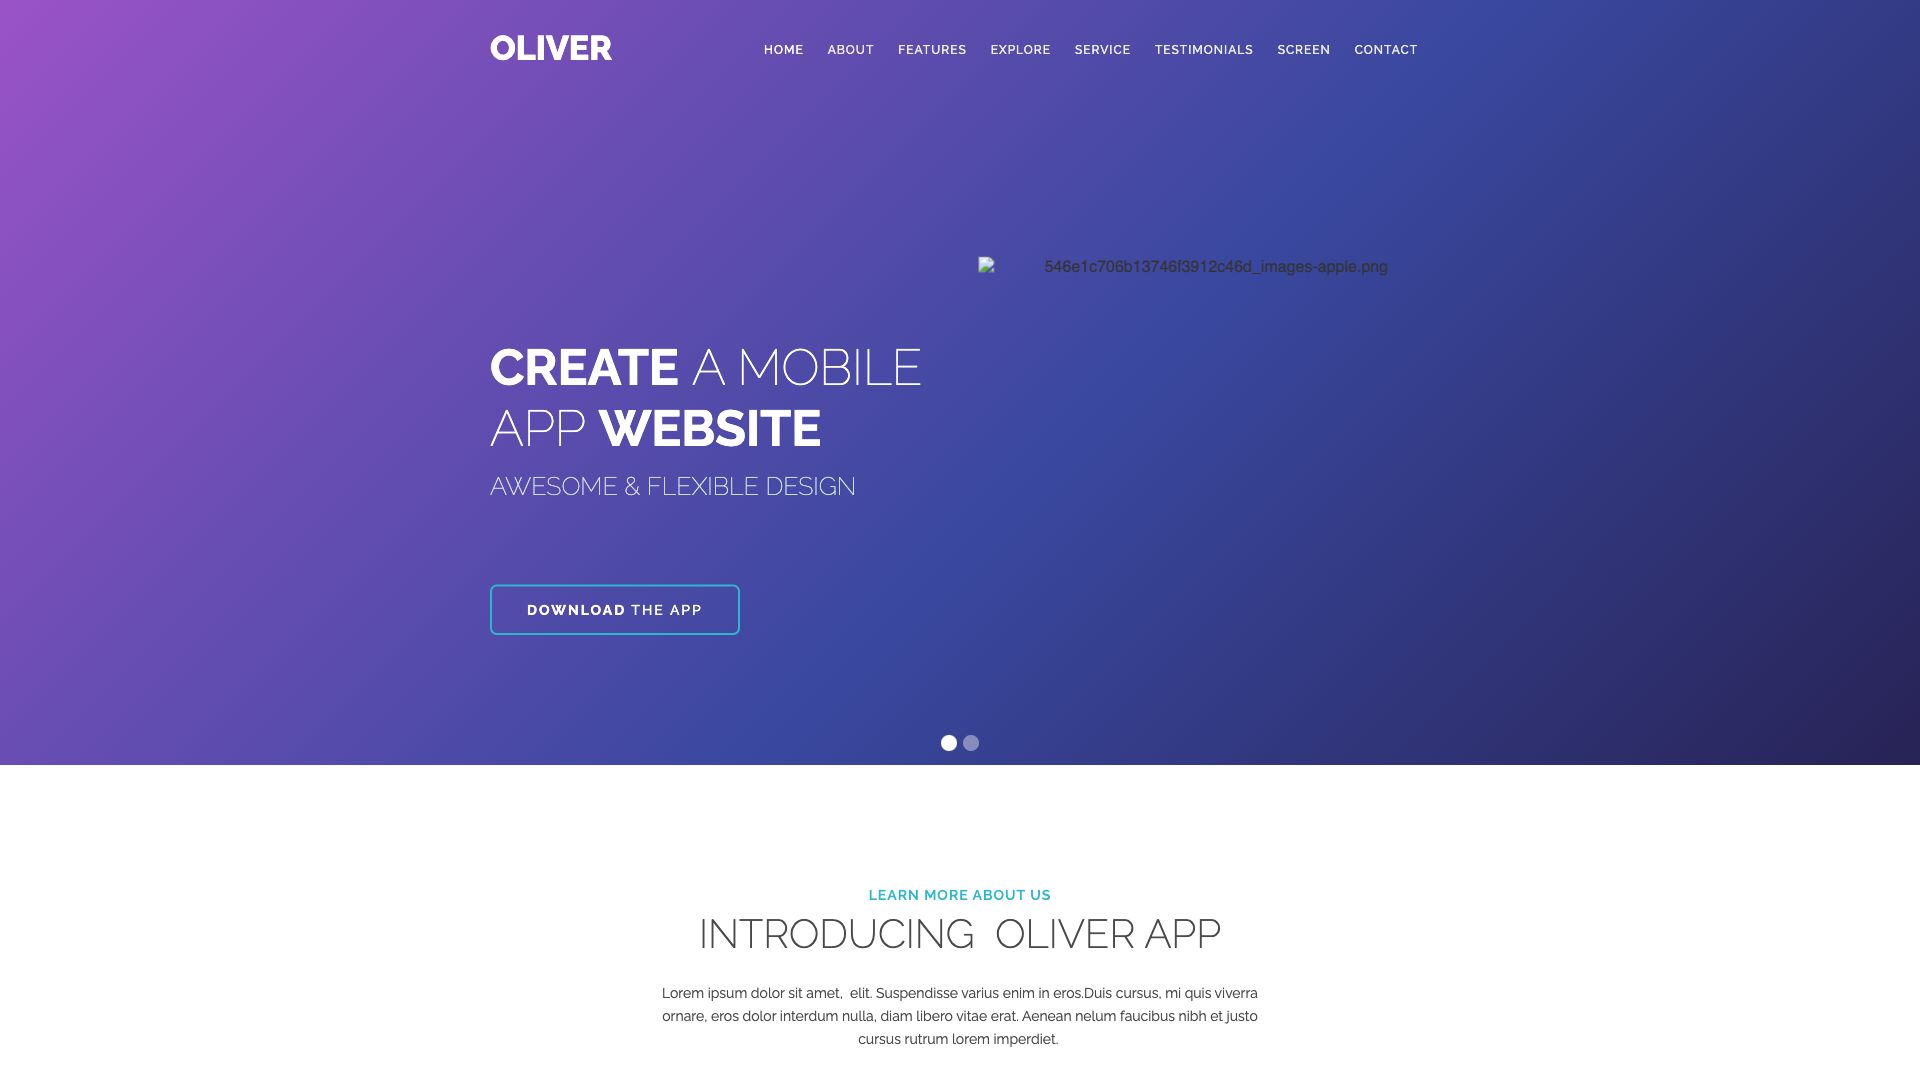 OLIVER
HOME ABOUT FEATURES EXPLORE SERVICE TESTIMONIALS SCREEN CONTACT
546e1c706b13746f3912c46d_images-apple.png
CREATE A MOBILE
APP WEBSITE
AWESOME & FLEXIBLE DESIGN
DOWNLOAD THE APP
LEARN MORE ABOUT US
INTRODUCING  OLIVER APP
Lorem ipsum dolor sit amet,  elit. Suspendisse varius enim in eros.Duis cursus, mi quis viverra
ornare, eros dolor interdum nulla, diam libero vitae erat. Aenean nelum faucibus nibh et justo
cursus rutrum lorem imperdiet.